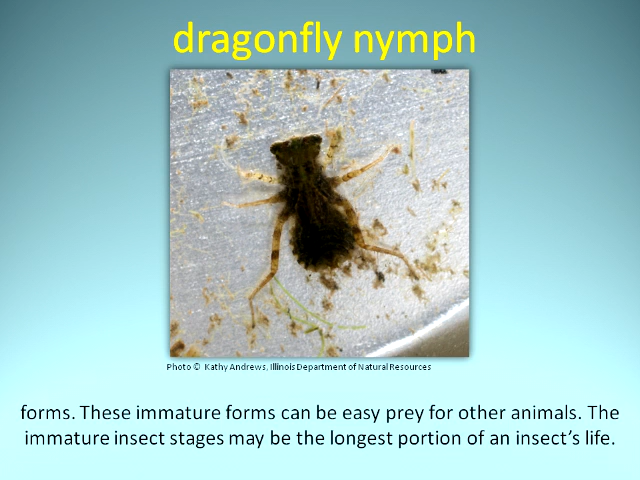 dragonfly nymph
Photo © Kathy Andrews, Illinois Department of Natural Resources
forms. These immature forms can be easy prey for other animals. The
immature insect stages may be the longest portion of an insect’s life.